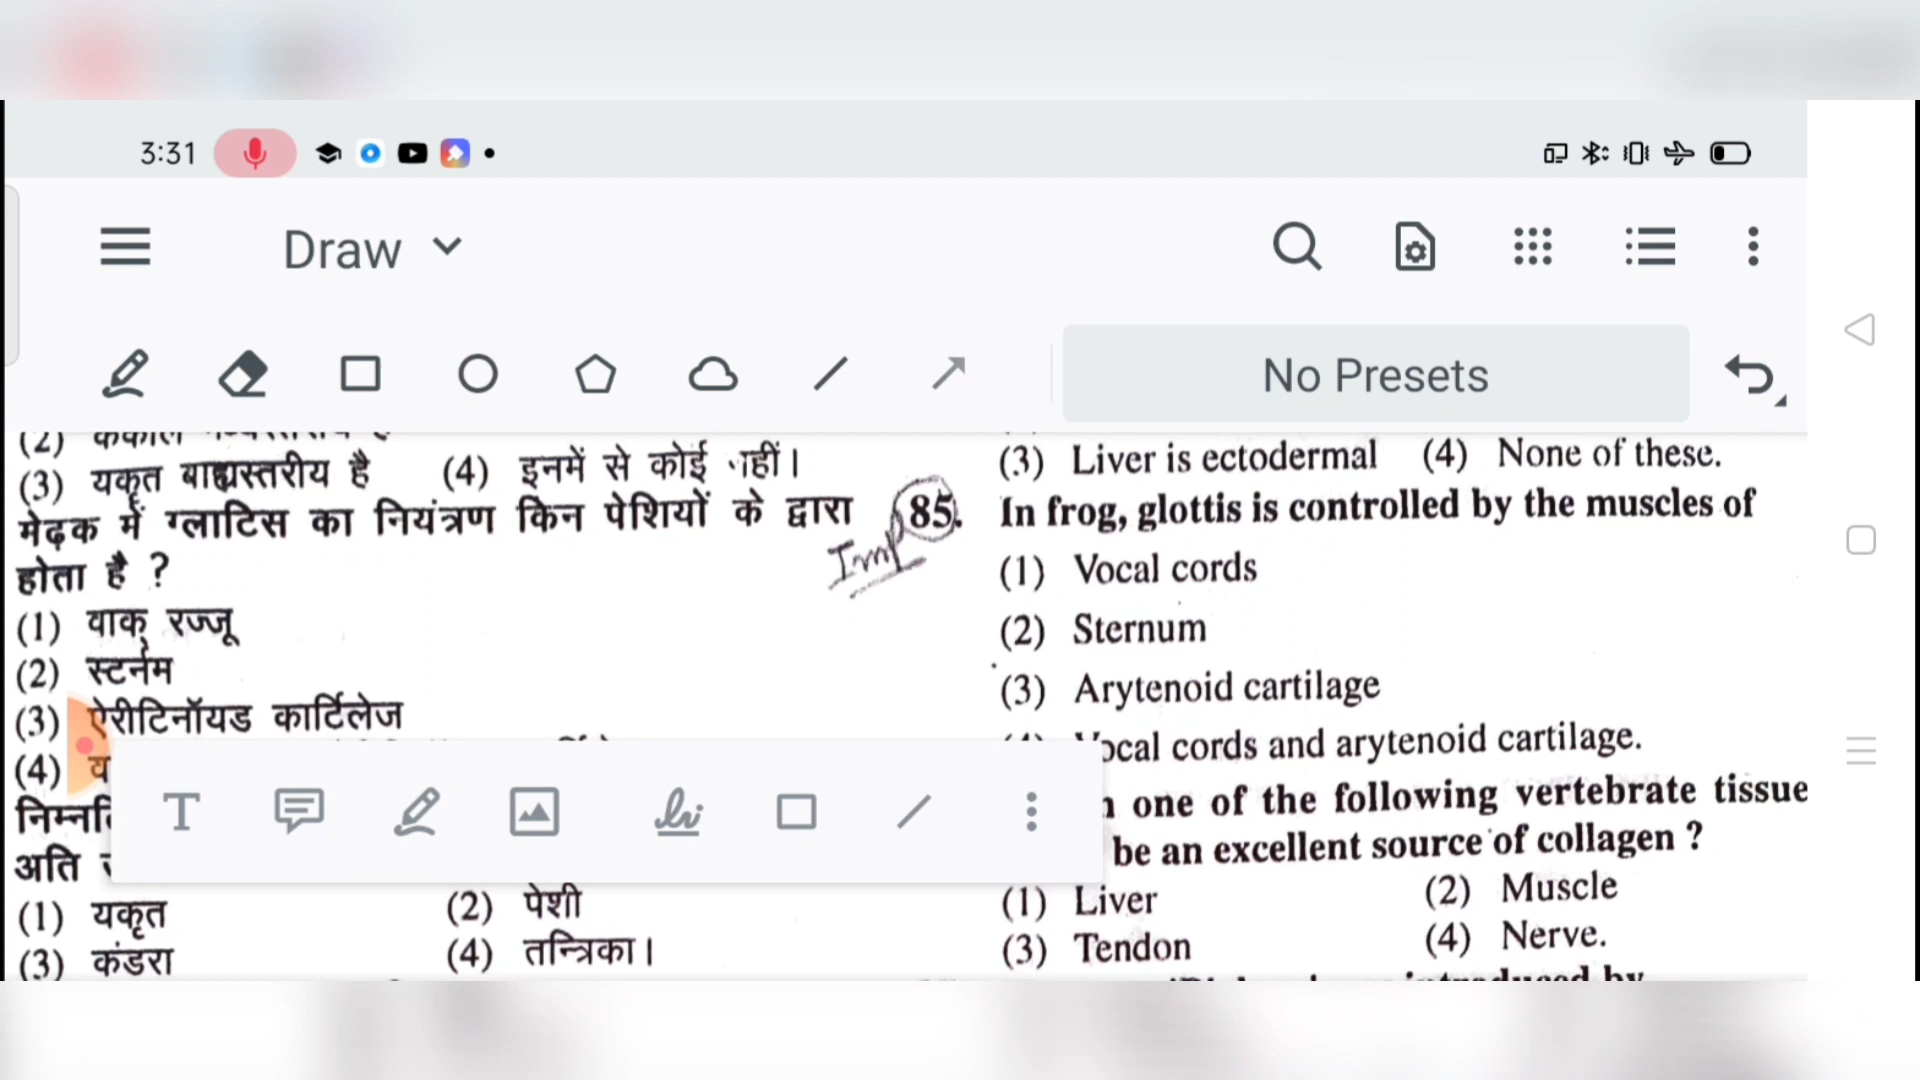 3:31
Draw
No Presets
(3) यकृत बाह्यस्तरीय है (4) इनमें से कोई नहीं।
मेढ़क में ग्लाटिस का नियंत्रण किन पेशियों के द्वारा
होता है ?
(1) वाक् रज्जू
(2) स्टर्नम
(3) ऐरीटिनॉयड कार्टिलेज
(4)
अति
(1) यकृत (2) पेशी
(3) कंडरा (4) तन्त्रिका।
Imp
(3) Liver is ectodermal (4) None of these.
85. In frog, glottis is controlled by the muscles of
(1) Vocal cords
(2) Sternum
(3) Arytenoid cartilage
Vocal cords and arytenoid cartilage.
one of the following vertebrate tissue
be an excellent source of collagen ?
(1) Liver (2) Muscle
(3) Tendon (4) Nerve.
introduced by